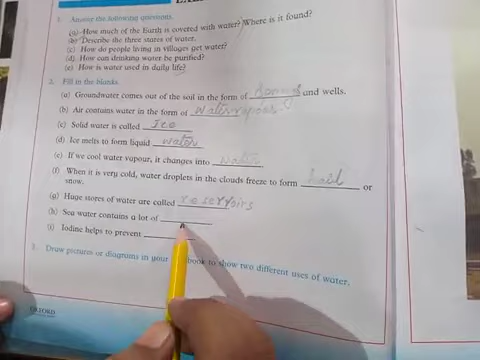 1. Answer the following questions.
(a) How much of the Earth is covered with water? Where is it found?
(b) Describe the three states of water.
(c) How do people living in villages get water?
(d) How can drinking water be purified?
(e) How is water used in daily life?
2. Fill in the blanks.
(a) Groundwater comes out of the soil in the form of and wells.
(b) Air contains water in the form of water vapour
(c) Solid water is called Ice
(d) Ice melts to form liquid water
(e) If we cool water vapour, it changes into water
(f) When it is very cold, water droplets in the clouds freeze to form hail or
snow.
(g) Huge stores of water are called reservoirs
(h) Sea water contains a lot of
(i) Iodine helps to prevent
3. Draw pictures or diagrams in your book to show two different uses of water.
OXFORD